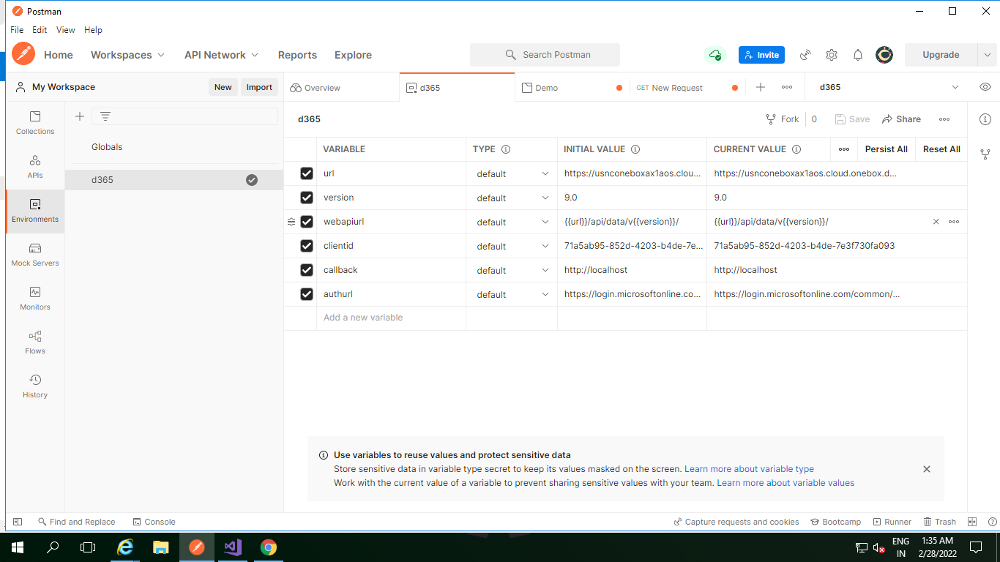 Postman
File Edit View Help
Home Workspaces API Network Reports Explore Search Postman Invite Upgrade
My Workspace New Import Overview d365 Demo GET New Request d365
Collections
APIs
Environments
Mock Servers
Monitors
Flows
History
Globals
d365
d365 Fork 0 Save Share
VARIABLE TYPE INITIAL VALUE CURRENT VALUE Persist All Reset All
url default https://usnconeboxax1aos.clou... https://usnconeboxax1aos.cloud.onebox.d...
version default 9.0 9.0
webapiurl default {{url}}/api/data/v{{version}}/ {{url}}/api/data/v{{version}}/
clientid default 71a5ab95-852d-4203-b4de-7e... 71a5ab95-852d-4203-b4de-7e3f730fa093
callback default http://localhost http://localhost
authurl default https://login.microsoftonline.co... https://login.microsoftonline.com/common/...
Add a new variable
Use variables to reuse values and protect sensitive data
Store sensitive data in variable type secret to keep its values masked on the screen. Learn more about variable type
Work with the current value of a variable to prevent sharing sensitive values with your team. Learn more about variable values
Find and Replace Console Capture requests and cookies Bootcamp Runner Trash
ENG 1:35 AM
IN 2/28/2022